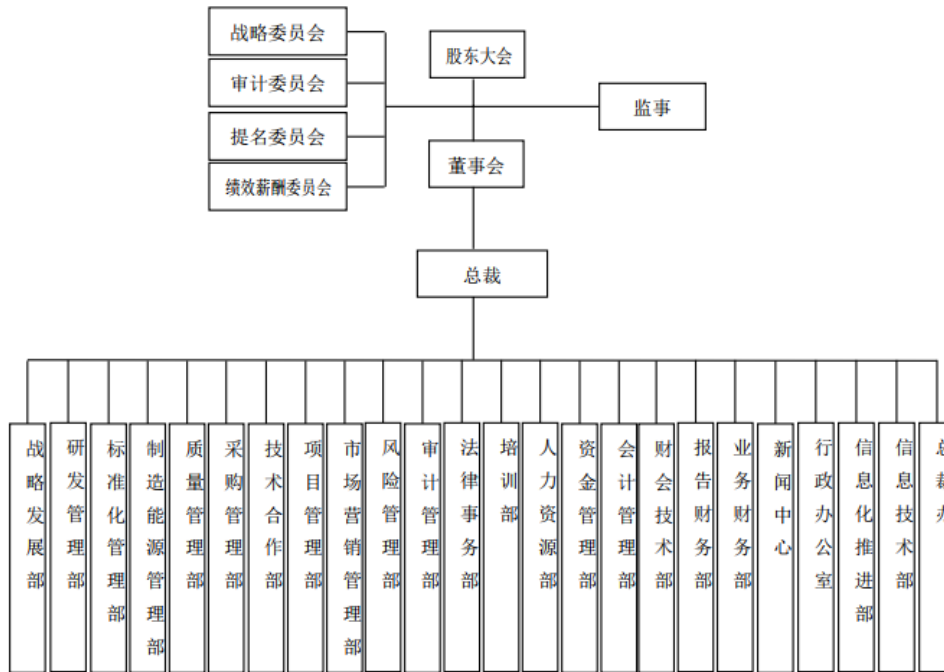 战略委员会
股东大会
审计委员会
监事
提名委员会
董事会
绩效薪酬委员会
总裁
战略发展部
研发管理部
标准化管理部
制造能源管理部
质量管理部
采购管理部
技术合作部
项目管理部
市场营销管理部
风险管理部
审计管理部
法律事务部
培训部
人力资源部
资金管理部
会计管理部
财会技术部
报告财务部
业务财务部
新闻中心
行政办公室
信息化推进部
信息技术部
总裁办